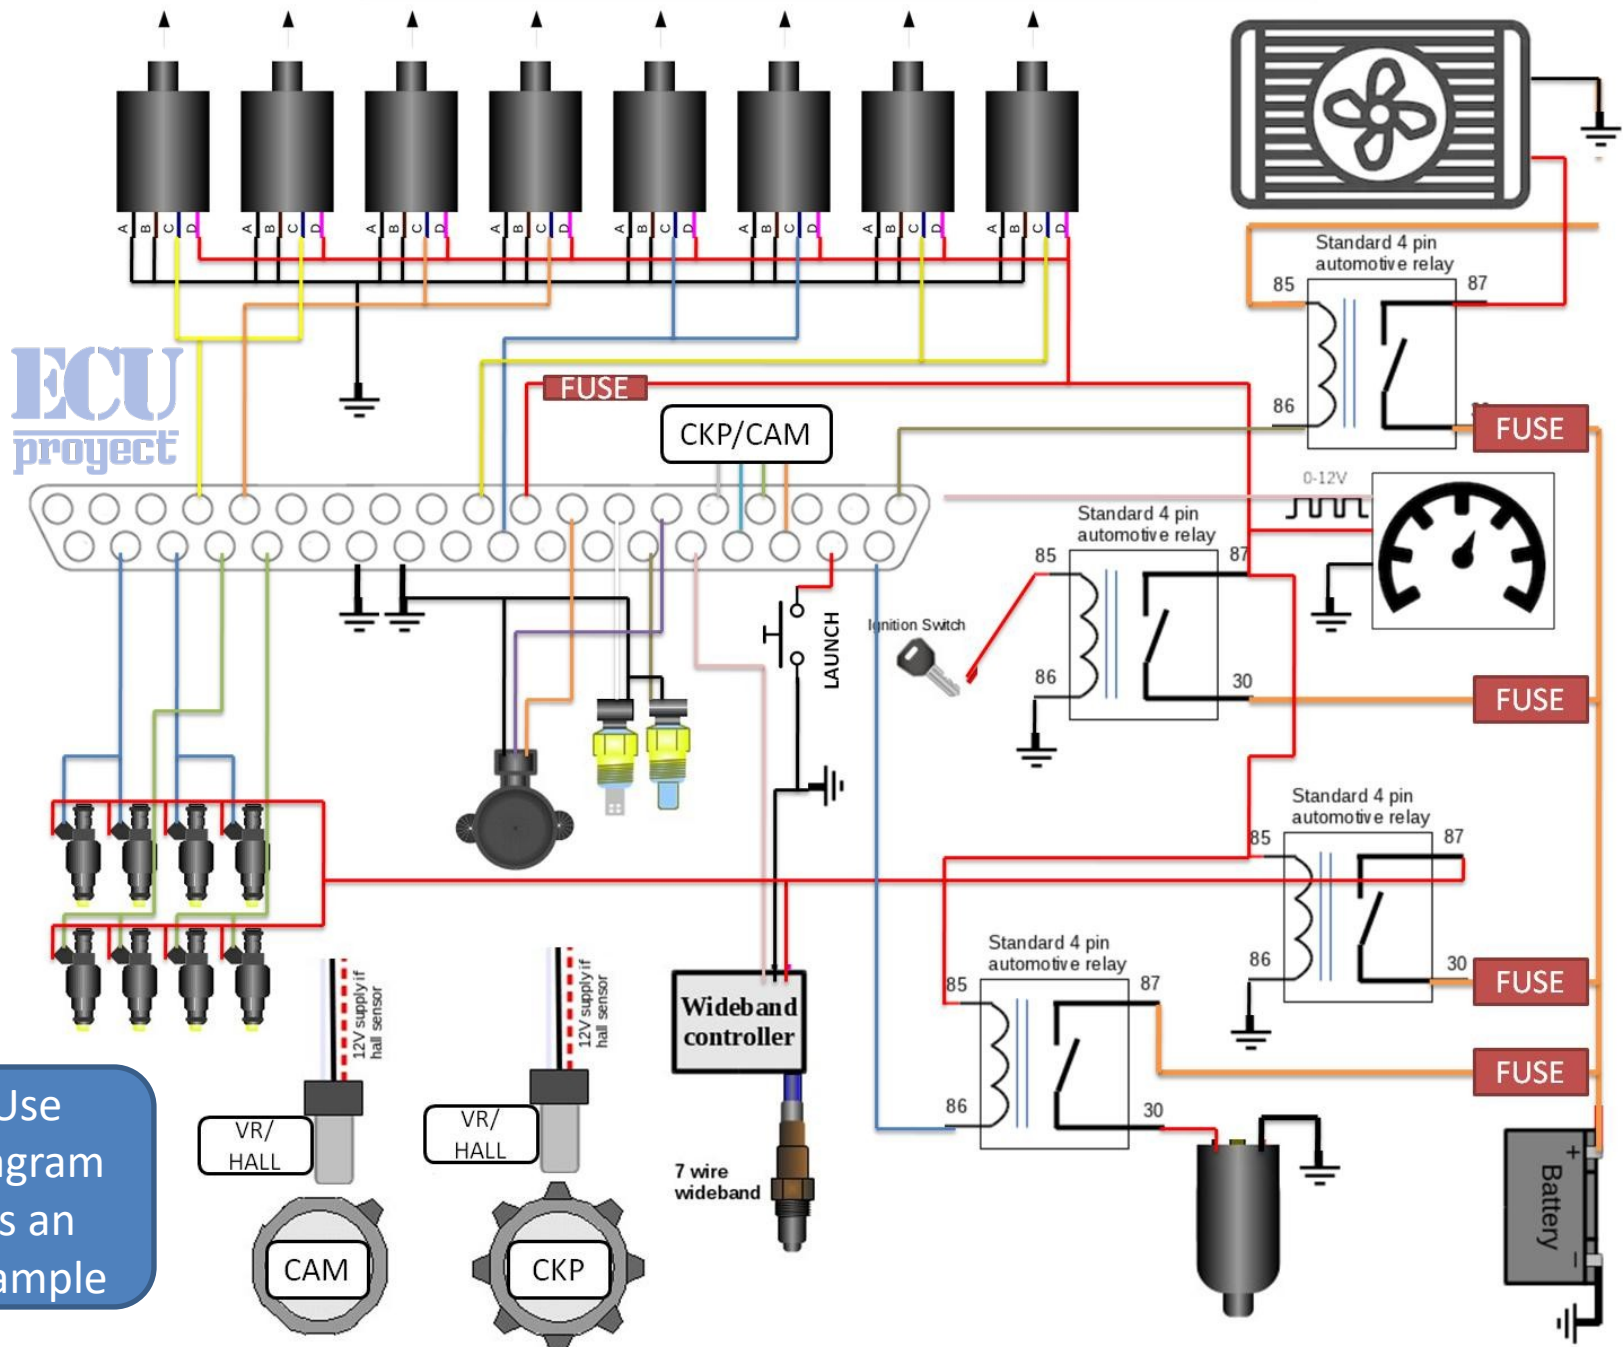 A B C D A B C D A B C D A B C D A B C D A B C D A B C D A B C D
Standard 4 pin
automotive relay
85
87
86
FUSE
ECU
proyect
FUSE
CKP/CAM
0-12V
Standard 4 pin
automotive relay
85
87
Ignition Switch
LAUNCH
86
30
FUSE
Standard 4 pin
automotive relay
85
87
86
30
FUSE
Standard 4 pin
automotive relay
85
87
86
30
FUSE
12V supply if
hall sensor
12V supply if
hall sensor
Wideband
controller
VR/
HALL
VR/
HALL
7 wire
wideband
CAM
CKP
Use
s an
+
Battery
−